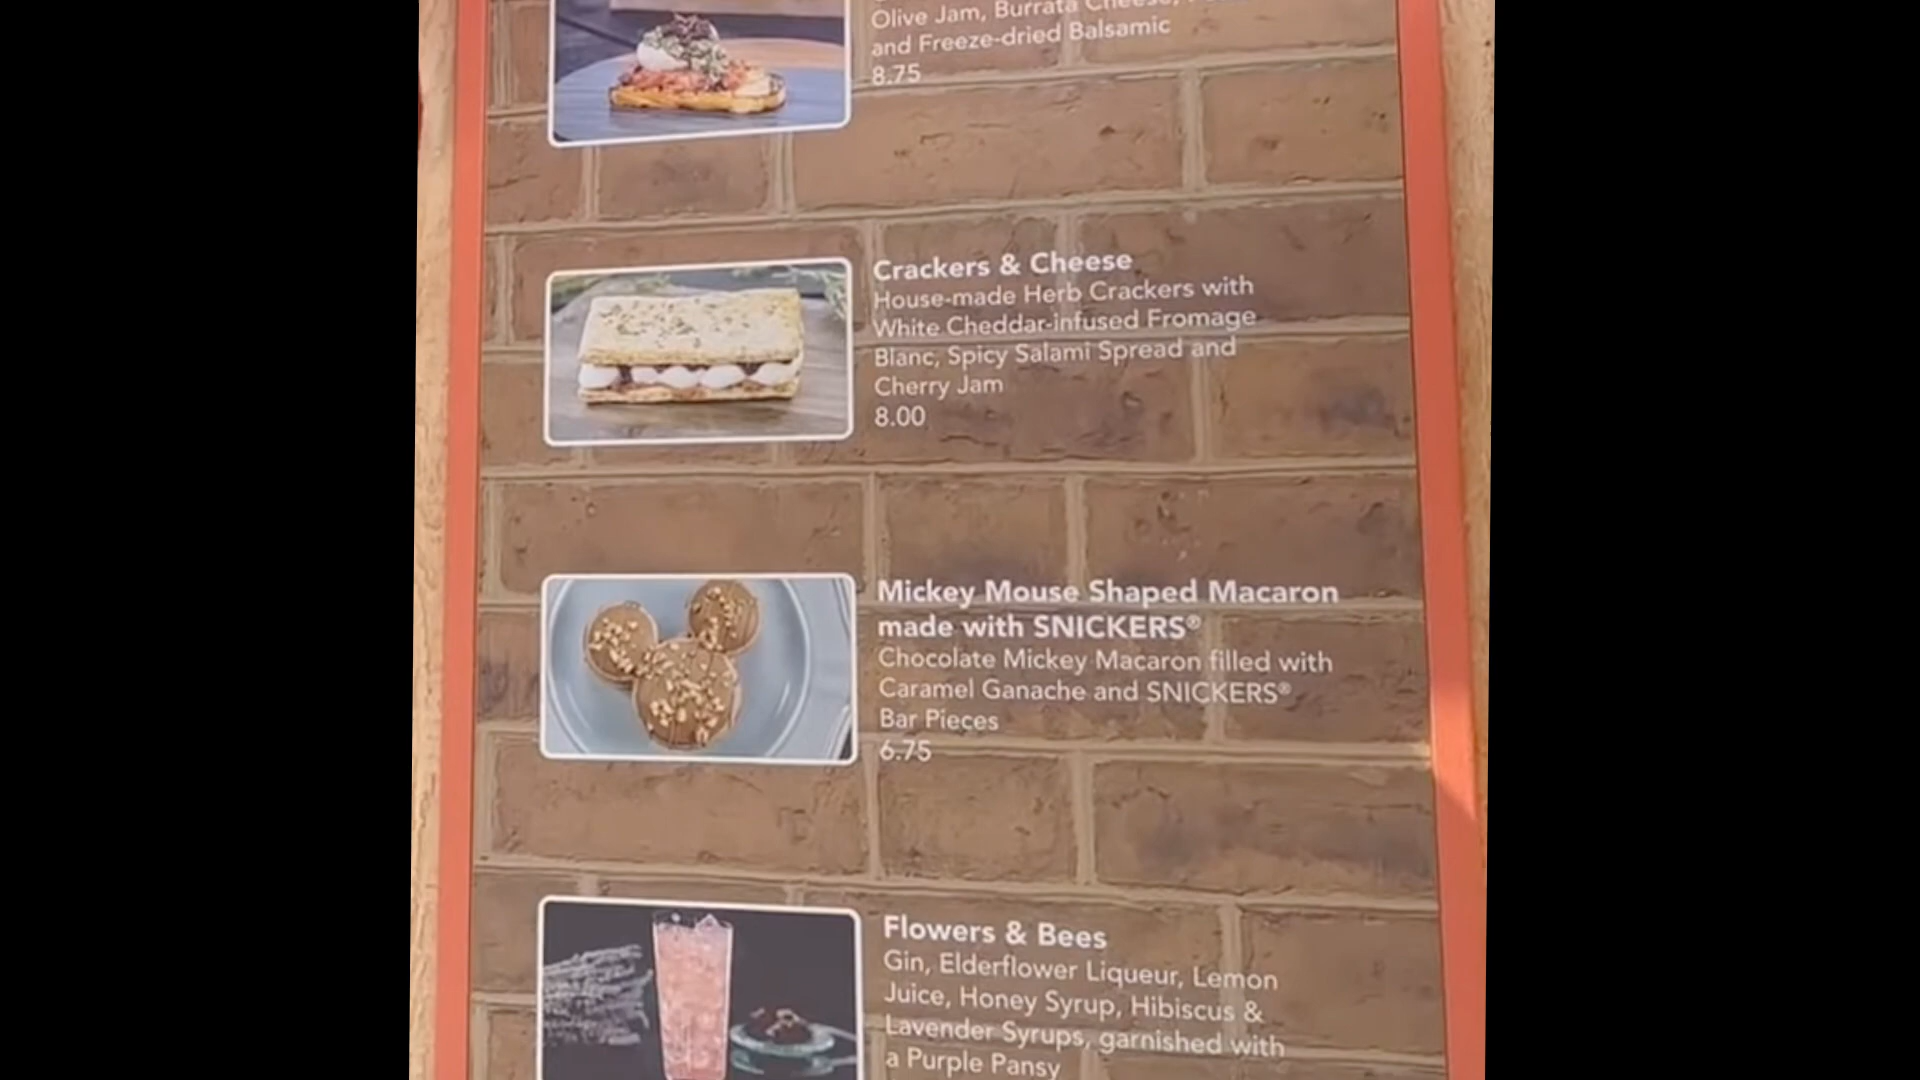 Olive Jam, Burrata Cheese,
and Freeze-dried Balsamic
8.75
Crackers & Cheese
House-made Herb Crackers with
White Cheddar-infused Fromage
Blanc, Spicy Salami Spread and
Cherry Jam
8.00
Mickey Mouse Shaped Macaron
made with SNICKERS®
Chocolate Mickey Macaron filled with
Caramel Ganache and SNICKERS®
Bar Pieces
6.75
Flowers & Bees
Gin, Elderflower Liqueur, Lemon
Juice, Honey Syrup, Hibiscus &
Lavender Syrups, garnished with
a Purple Pansy